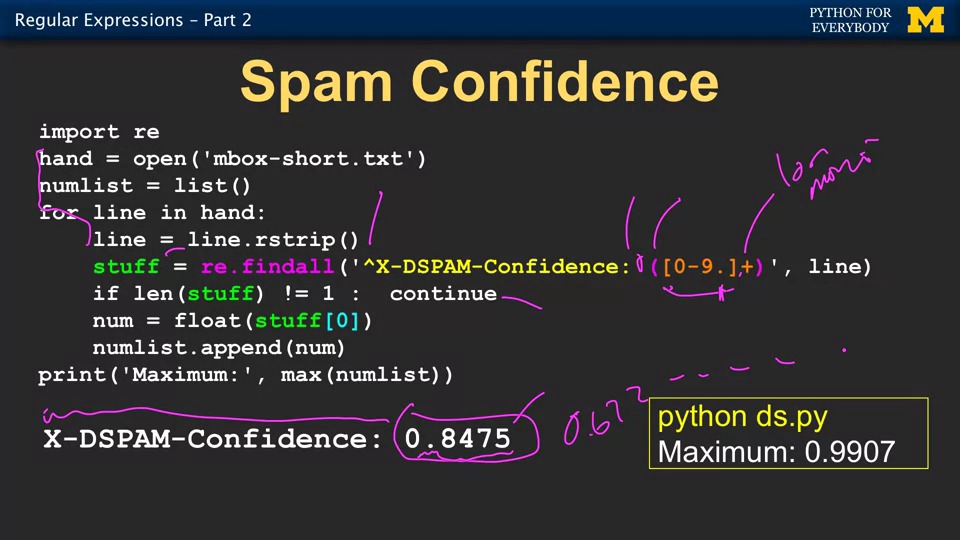 Regular Expressions – Part 2
PYTHON FOR
EVERYBODY
M
Spam Confidence
import re
hand = open('mbox-short.txt')
numlist = list()
for line in hand:
    line = line.rstrip()
    stuff = re.findall('^X-DSPAM-Confidence: ([0-9.]+)', line)
    if len(stuff) != 1 :  continue
    num = float(stuff[0])
    numlist.append(num)
print('Maximum:', max(numlist))
1 or
more
X-DSPAM-Confidence: 0.8475
0.672
python ds.py
Maximum: 0.9907